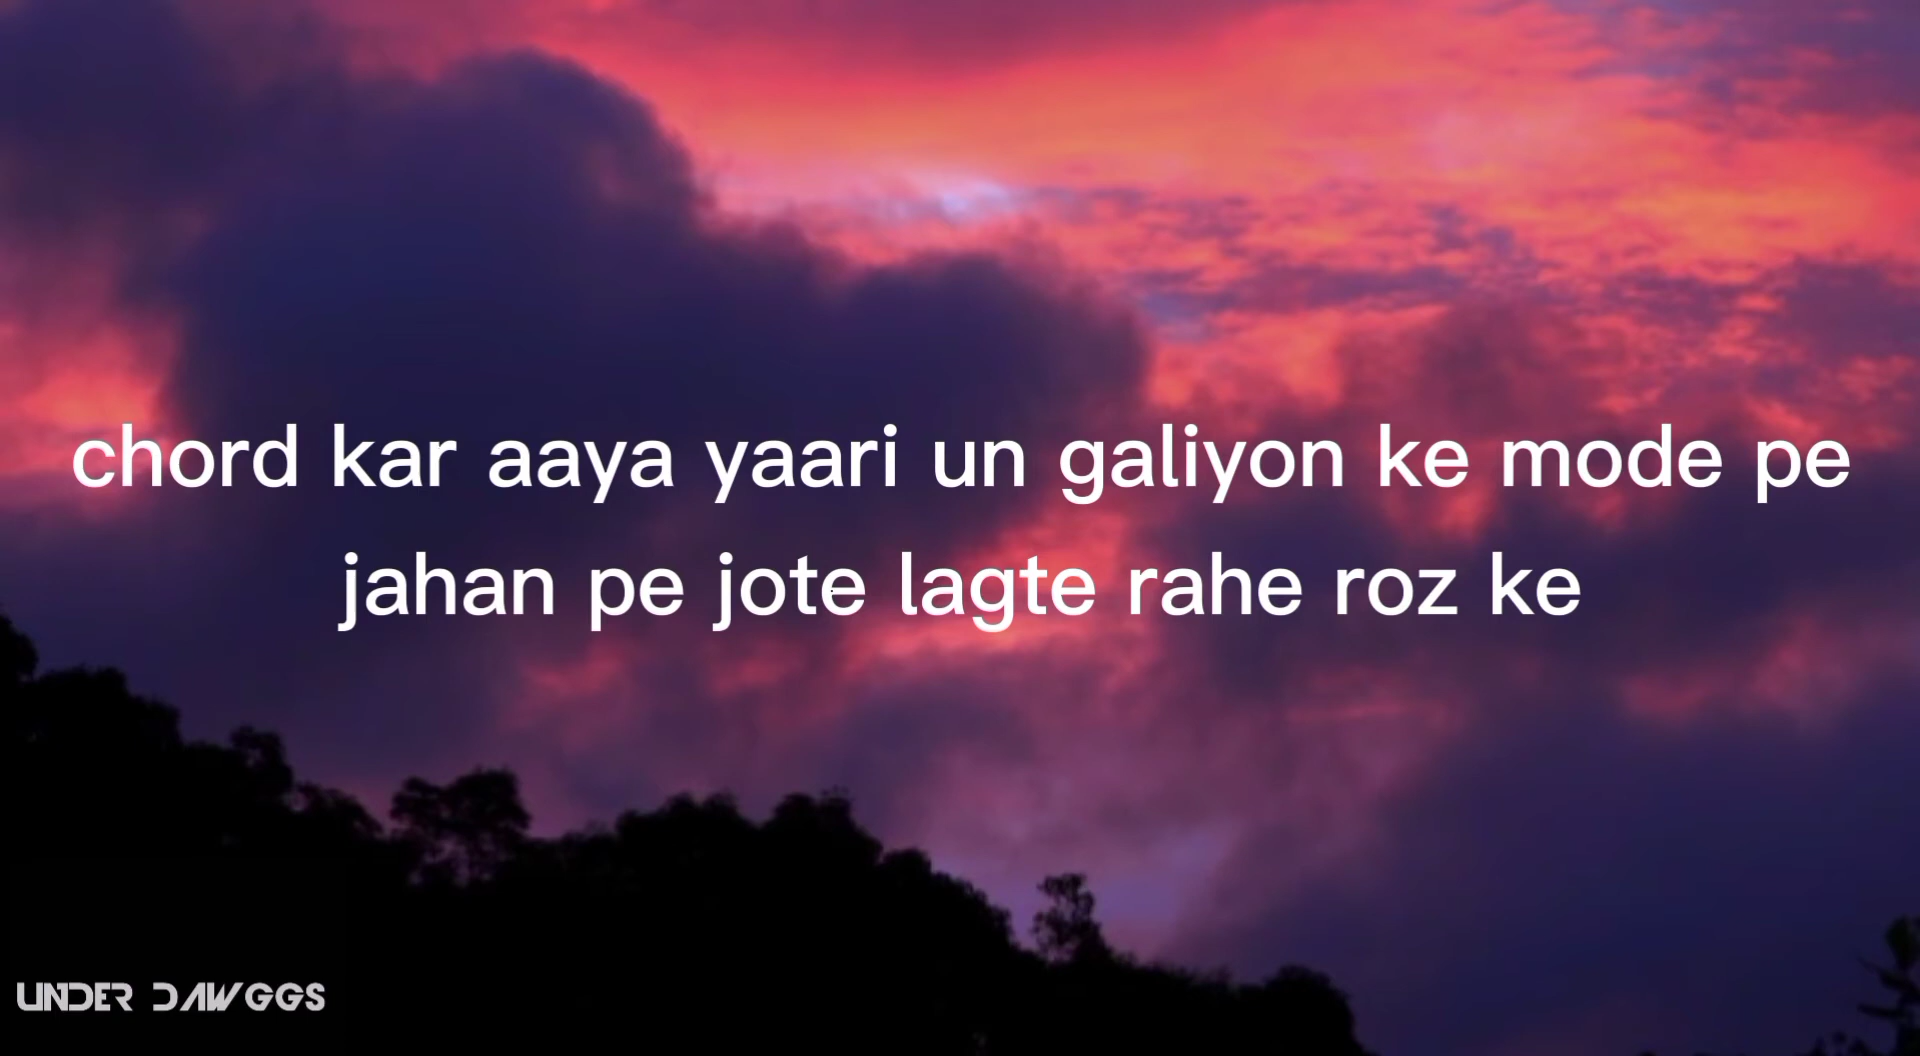 chord kar aaya yaari un galiyon ke mode pe
jahan pe jote lagte rahe roz ke
UNDER DAWGGS